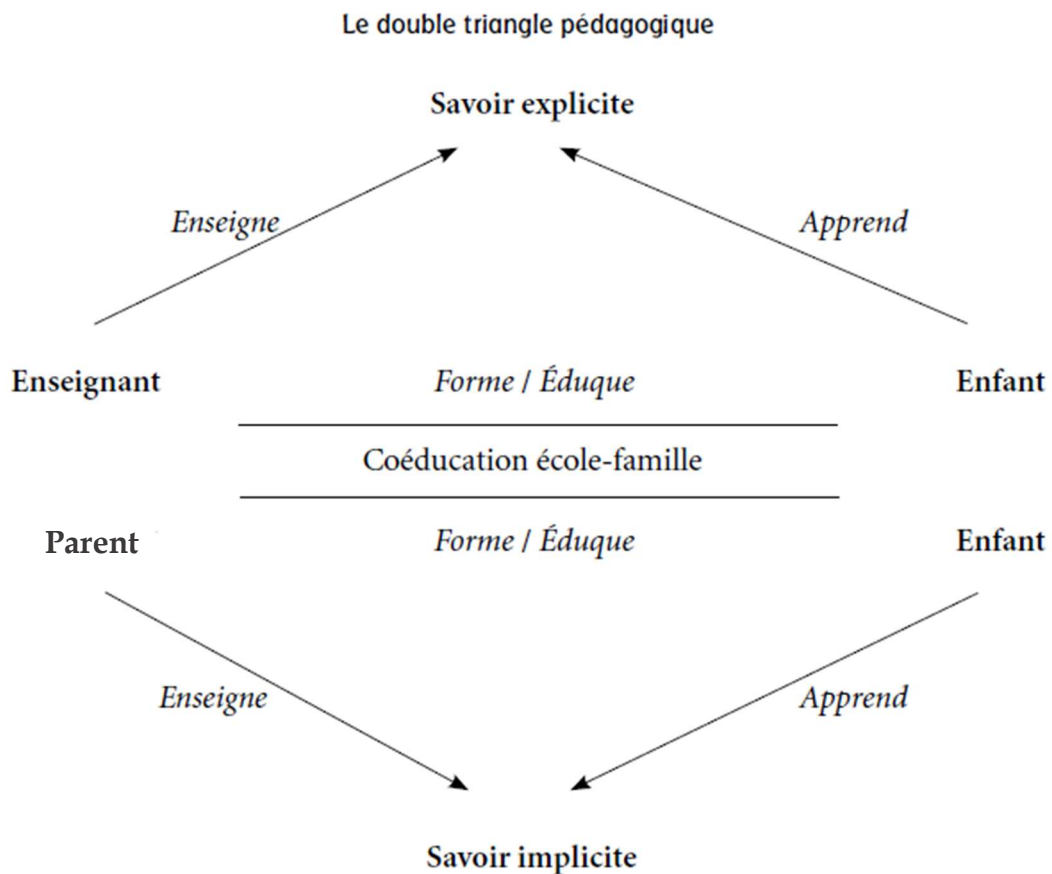 Le double triangle pédagogique
Savoir explicite
Enseigne
Apprend
Enseignant
Forme / Éduque
Enfant
Coéducation école-famille
Parent
Forme / Éduque
Enfant
Enseigne
Apprend
Savoir implicite